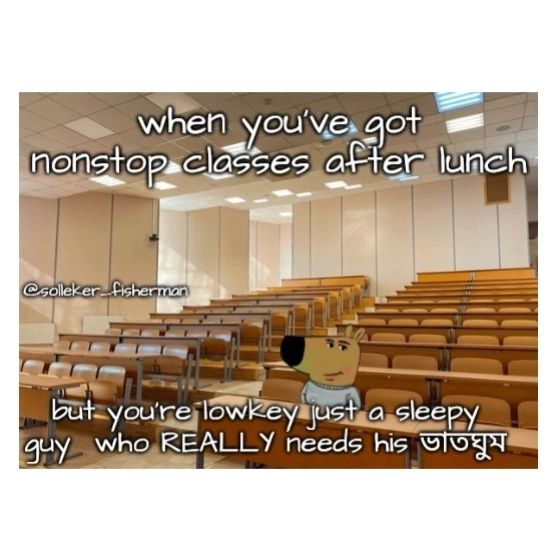 when you've got
nonstop classes after lunch
@solleker_fisherman
but you're lowkey just a sleepy
guy who REALLY needs his ভাতঘুম